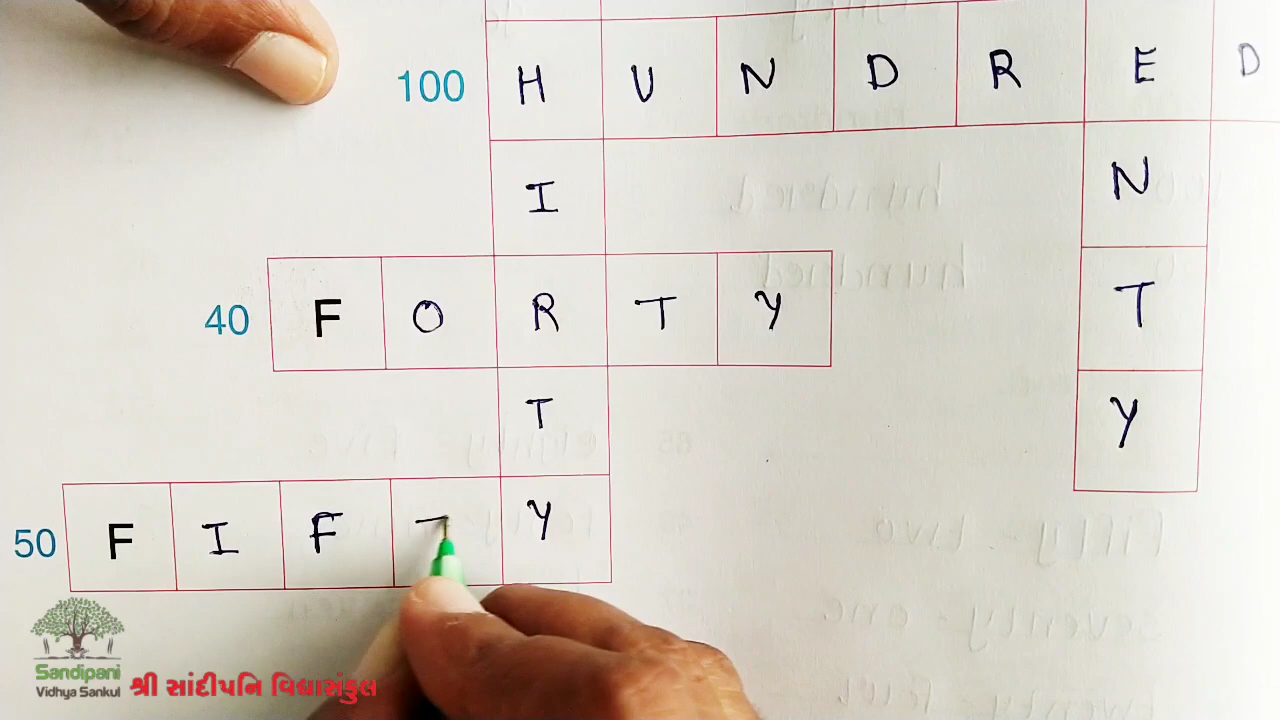 100 H U N D R E D
I N
40 F O R T Y T
T Y
50 F I F T Y
Sandipani
Vidhya Sankul
શ્રી સાંદીપનિ વિદ્યાસંકુલ